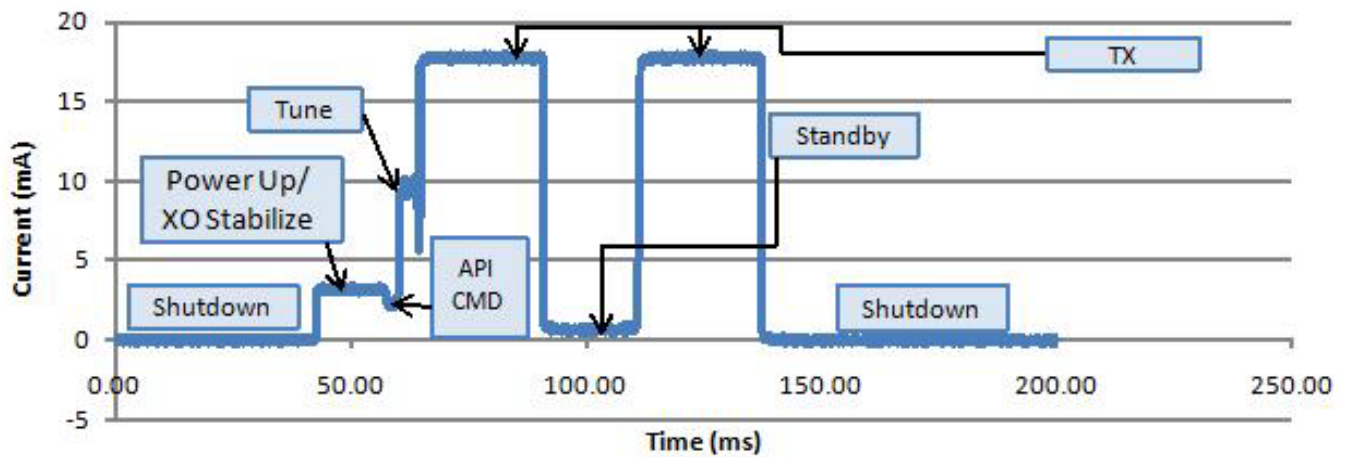 20
15
10
5
0
-5
Current (mA)
TX
Tune
Standby
Power Up/
XO Stabilize
API
CMD
Shutdown
Shutdown
0.00
50.00
100.00
150.00
200.00
250.00
Time (ms)